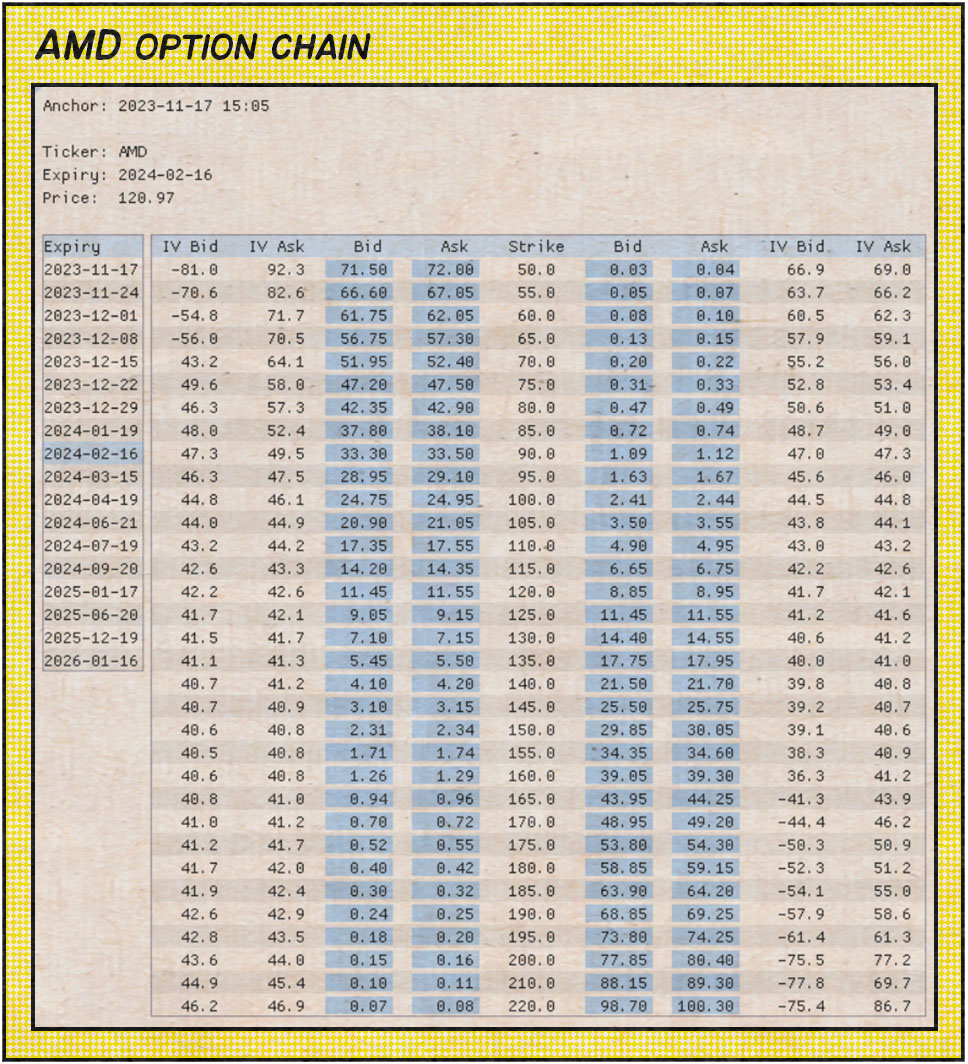 AMD OPTION CHAIN
Anchor: 2023-11-17 15:05
Ticker: AMD
Expiry: 2024-02-16
Price: 120.97
Expiry IV Bid IV Ask Bid Ask Strike Bid Ask IV Bid IV Ask
2023-11-17 -81.0 92.3 71.50 72.00 50.0 0.03 0.04 66.9 69.0
2023-11-24 -70.6 82.6 66.60 67.05 55.0 0.05 0.07 63.7 66.2
2023-12-01 -54.8 71.7 61.75 62.05 60.0 0.08 0.10 60.5 62.3
2023-12-08 -56.0 70.5 56.75 57.30 65.0 0.13 0.15 57.9 59.1
2023-12-15 43.2 64.1 51.95 52.40 70.0 0.20 0.22 55.2 56.0
2023-12-22 49.6 58.0 47.20 47.50 75.0 0.31 0.33 52.8 53.4
2023-12-29 46.3 57.3 42.35 42.90 80.0 0.47 0.49 50.6 51.0
2024-01-19 48.0 52.4 37.80 38.10 85.0 0.72 0.74 48.7 49.0
2024-02-16 47.3 49.5 33.30 33.50 90.0 1.09 1.12 47.0 47.3
2024-03-15 46.3 47.5 28.95 29.10 95.0 1.63 1.67 45.6 46.0
2024-04-19 44.8 46.1 24.75 24.95 100.0 2.41 2.44 44.5 44.8
2024-06-21 44.0 44.9 20.90 21.05 105.0 3.50 3.55 43.8 44.1
2024-07-19 43.2 44.2 17.35 17.55 110.0 4.90 4.95 43.0 43.2
2024-09-20 42.6 43.3 14.20 14.35 115.0 6.65 6.75 42.2 42.6
2025-01-17 42.2 42.6 11.45 11.55 120.0 8.85 8.95 41.7 42.1
2025-06-20 41.7 42.1 9.05 9.15 125.0 11.45 11.55 41.2 41.6
2025-12-19 41.5 41.7 7.10 7.15 130.0 14.40 14.55 40.6 41.2
2026-01-16 41.1 41.3 5.45 5.50 135.0 17.75 17.95 40.0 41.0
40.7 41.2 4.10 4.20 140.0 21.50 21.70 39.8 40.8
40.7 40.9 3.10 3.15 145.0 25.50 25.75 39.2 40.7
40.6 40.8 2.31 2.34 150.0 29.85 30.05 39.1 40.6
40.5 40.8 1.71 1.74 155.0 34.35 34.60 38.3 40.9
40.6 40.8 1.26 1.29 160.0 39.05 39.30 36.3 41.2
40.8 41.0 0.94 0.96 165.0 43.95 44.25 -41.3 43.9
41.0 41.2 0.70 0.72 170.0 48.95 49.20 -44.4 46.2
41.2 41.7 0.52 0.55 175.0 53.80 54.30 -50.3 50.9
41.7 42.0 0.40 0.42 180.0 58.85 59.15 -52.3 51.2
41.9 42.4 0.30 0.32 185.0 63.90 64.20 -54.1 55.0
42.6 42.9 0.24 0.25 190.0 68.85 69.25 -57.9 58.6
42.8 43.5 0.18 0.20 195.0 73.80 74.25 -61.4 61.3
43.6 44.0 0.15 0.16 200.0 77.85 80.40 -75.5 77.2
44.9 45.4 0.10 0.11 210.0 88.15 89.30 -77.8 69.7
46.2 46.9 0.07 0.08 220.0 98.70 100.30 -75.4 86.7